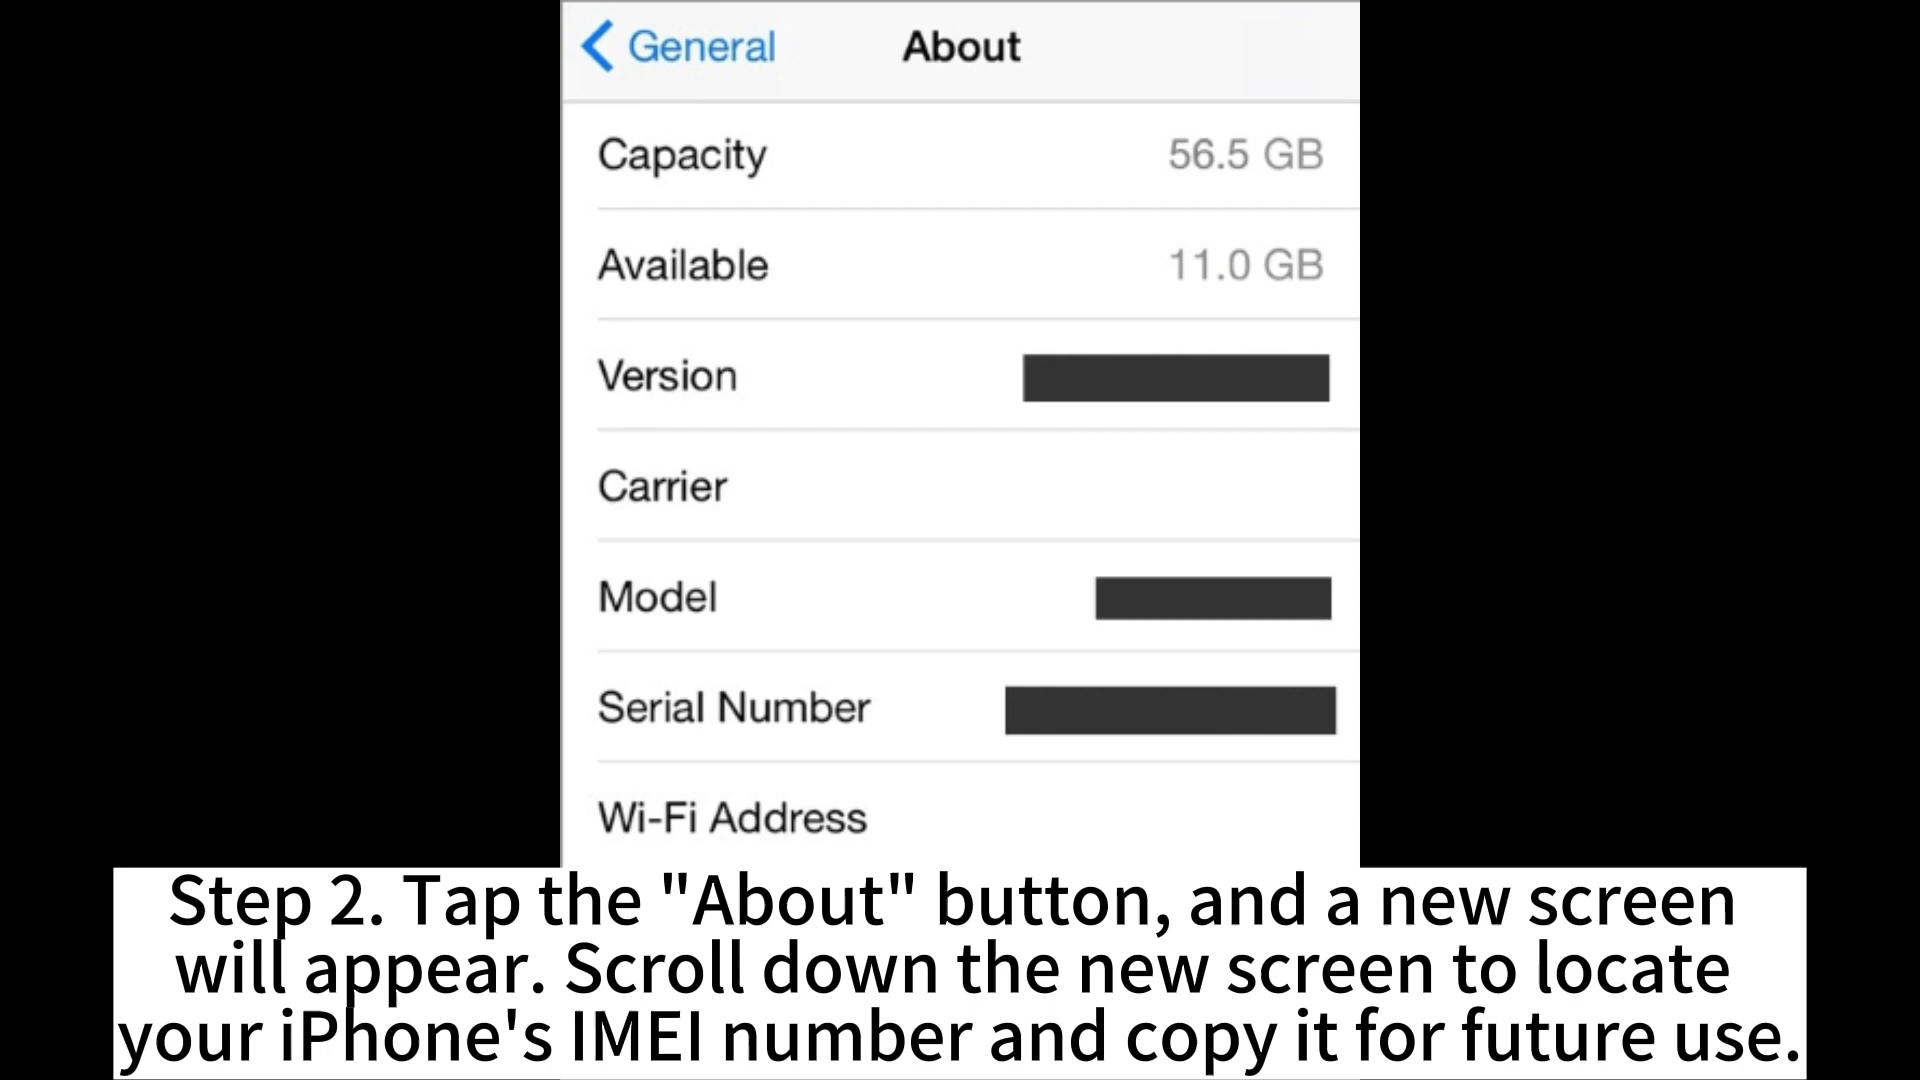 General
About
Capacity 56.5 GB
Available 11.0 GB
Version
Carrier
Model
Serial Number
Wi-Fi Address
Step 2. Tap the "About" button, and a new screen
will appear. Scroll down the new screen to locate
your iPhone's IMEI number and copy it for future use.